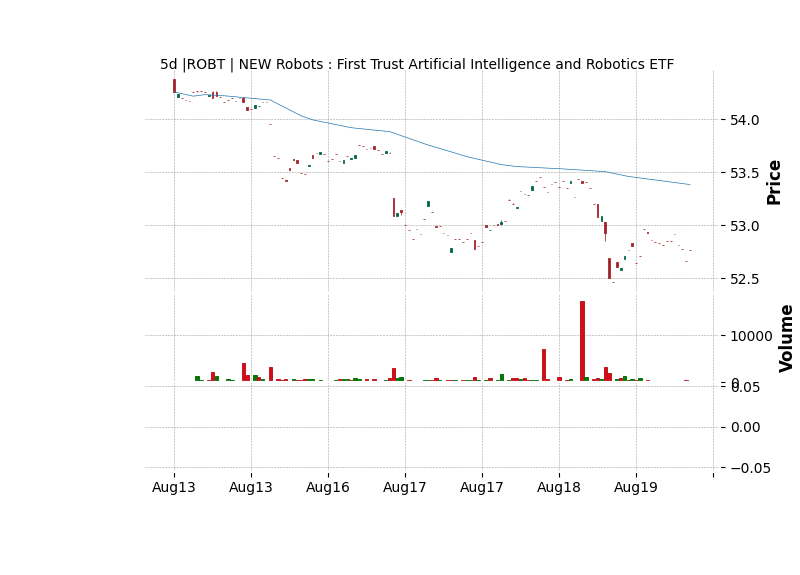 5d |ROBT | NEW Robots : First Trust Artificial Intelligence and Robotics ETF
54.0
53.5
53.0
52.5
Price
10000
0
Volume
0.05
0.00
−0.05
Aug13 Aug13 Aug16 Aug17 Aug17 Aug18 Aug19